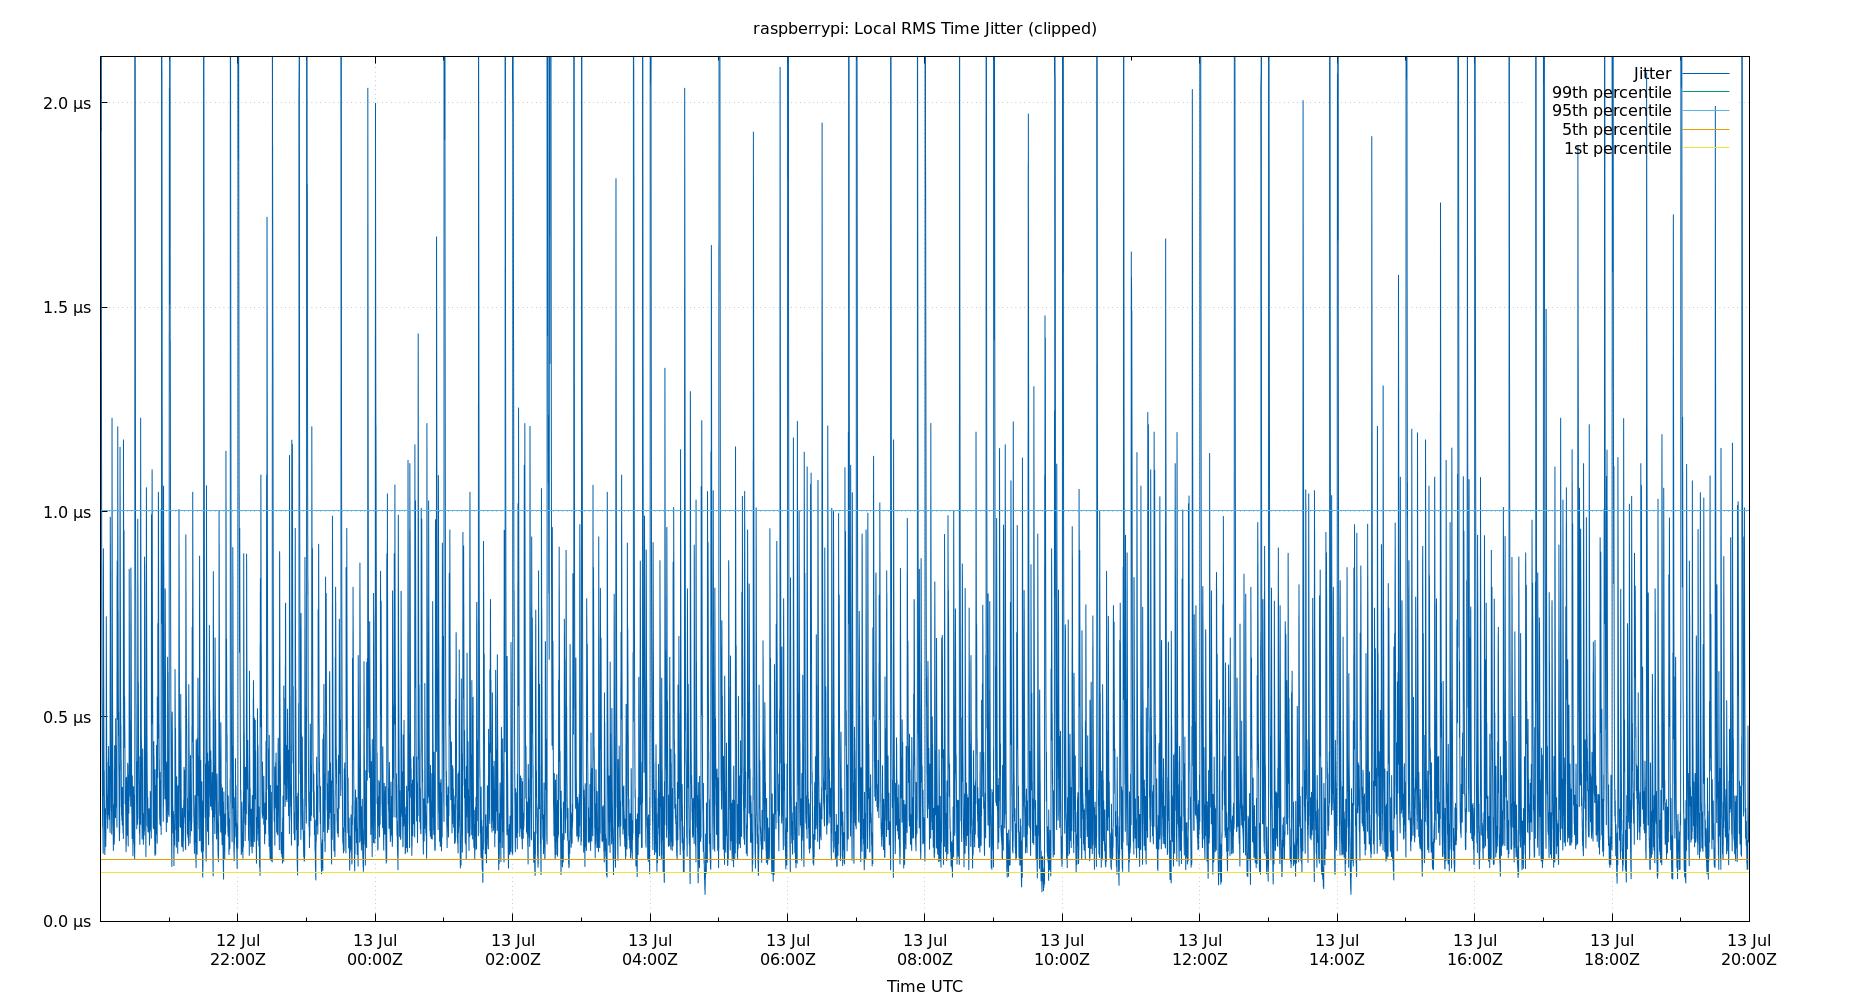 raspberrypi: Local RMS Time Jitter (clipped)
Jitter
99th percentile
95th percentile
5th percentile
1st percentile
2.0 µs
1.5 µs
1.0 µs
0.5 µs
0.0 µs
12 Jul 13 Jul 13 Jul 13 Jul 13 Jul 13 Jul 13 Jul 13 Jul 13 Jul 13 Jul 13 Jul 13 Jul
22:00Z 00:00Z 02:00Z 04:00Z 06:00Z 08:00Z 10:00Z 12:00Z 14:00Z 16:00Z 18:00Z 20:00Z
Time UTC